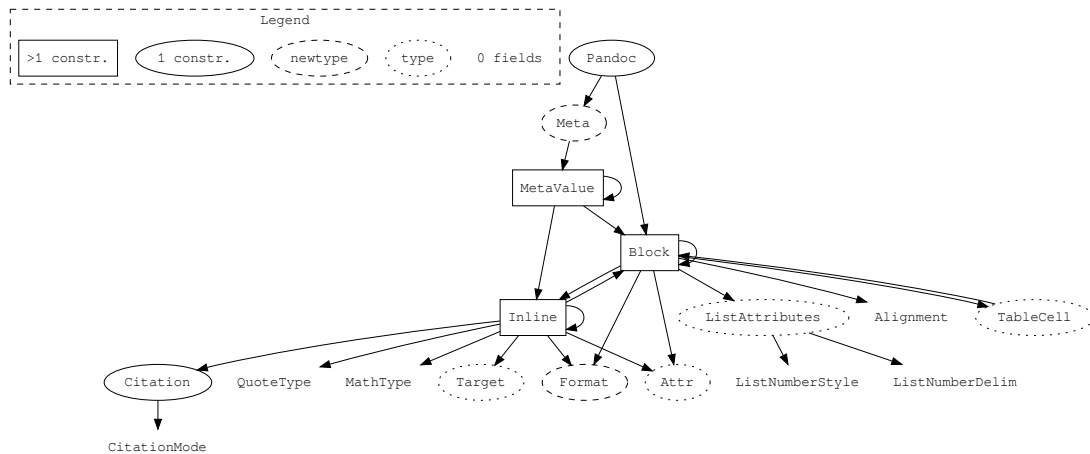 Legend
>1 constr. 1 constr. newtype type 0 fields Pandoc
Meta
MetaValue
Block
Inline ListAttributes Alignment TableCell
Citation QuoteType MathType Target Format Attr ListNumberStyle ListNumberDelim
CitationMode